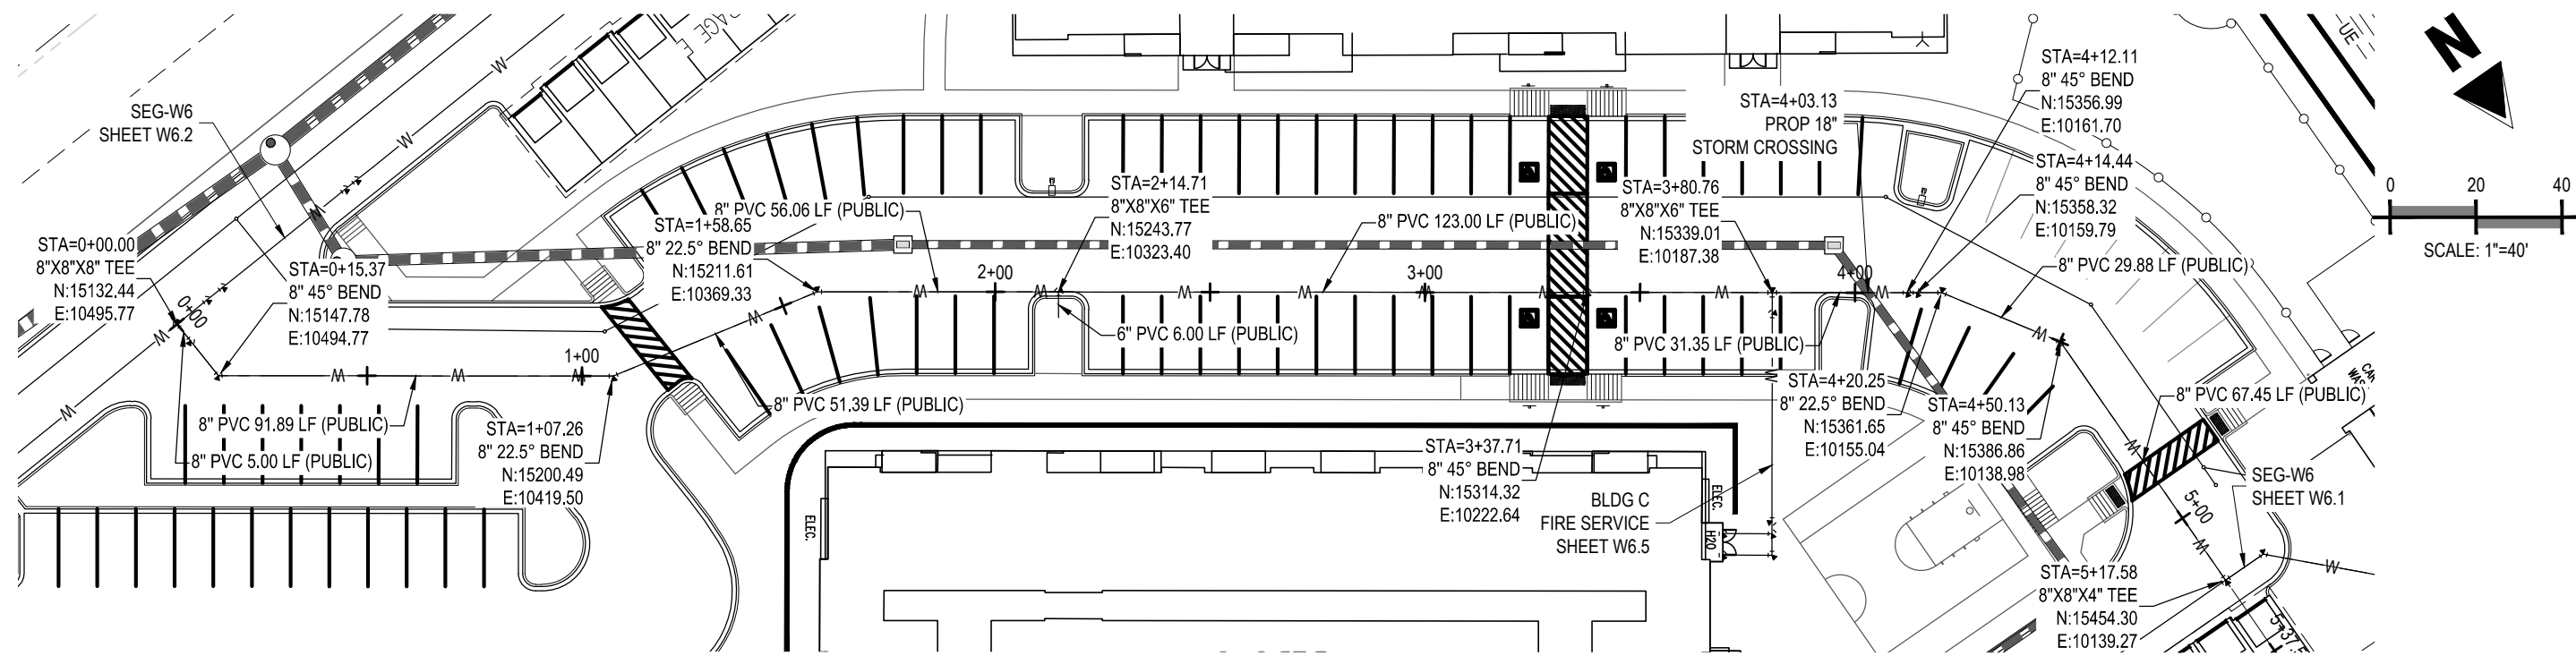 SEG-W6
SHEET W6.2
STA=0+00.00
8"X8"X8" TEE
N:15132.44
E:10495.77
0+00
STA=0+15.37
8" 45° BEND
N:15147.78
E:10494.77
8" PVC 91.89 LF (PUBLIC)
8" PVC 5.00 LF (PUBLIC)
1+00
STA=1+07.26
8" 22.5° BEND
N:15200.49
E:10419.50
8" PVC 56.06 LF (PUBLIC)
STA=1+58.65
8" 22.5° BEND
N:15211.61
E:10369.33
8" PVC 51.39 LF (PUBLIC)
2+00
STA=2+14.71
8"X8"X6" TEE
N:15243.77
E:10323.40
6" PVC 6.00 LF (PUBLIC)
8" PVC 123.00 LF (PUBLIC)
3+00
STA=3+37.71
8" 45° BEND
N:15314.32
E:10222.64
BLDG C
FIRE SERVICE
SHEET W6.5
ELEC.
ELEC.
H2O
STA=4+03.13
PROP 18"
STORM CROSSING
STA=3+80.76
8"X8"X6" TEE
N:15339.01
E:10187.38
8" PVC 31.35 LF (PUBLIC)
4+00
STA=4+12.11
8" 45° BEND
N:15356.99
E:10161.70
STA=4+14.44
8" 45° BEND
N:15358.32
E:10159.79
8" PVC 29.88 LF (PUBLIC)
STA=4+20.25
8" 22.5° BEND
N:15361.65
E:10155.04
STA=4+50.13
8" 45° BEND
N:15386.86
E:10138.98
8" PVC 67.45 LF (PUBLIC)
5+00
SEG-W6
SHEET W6.1
STA=5+17.58
8"X8"X4" TEE
N:15454.30
E:10139.27
W
W
W
W
W
UE
N
0 20 40
SCALE: 1"=40'